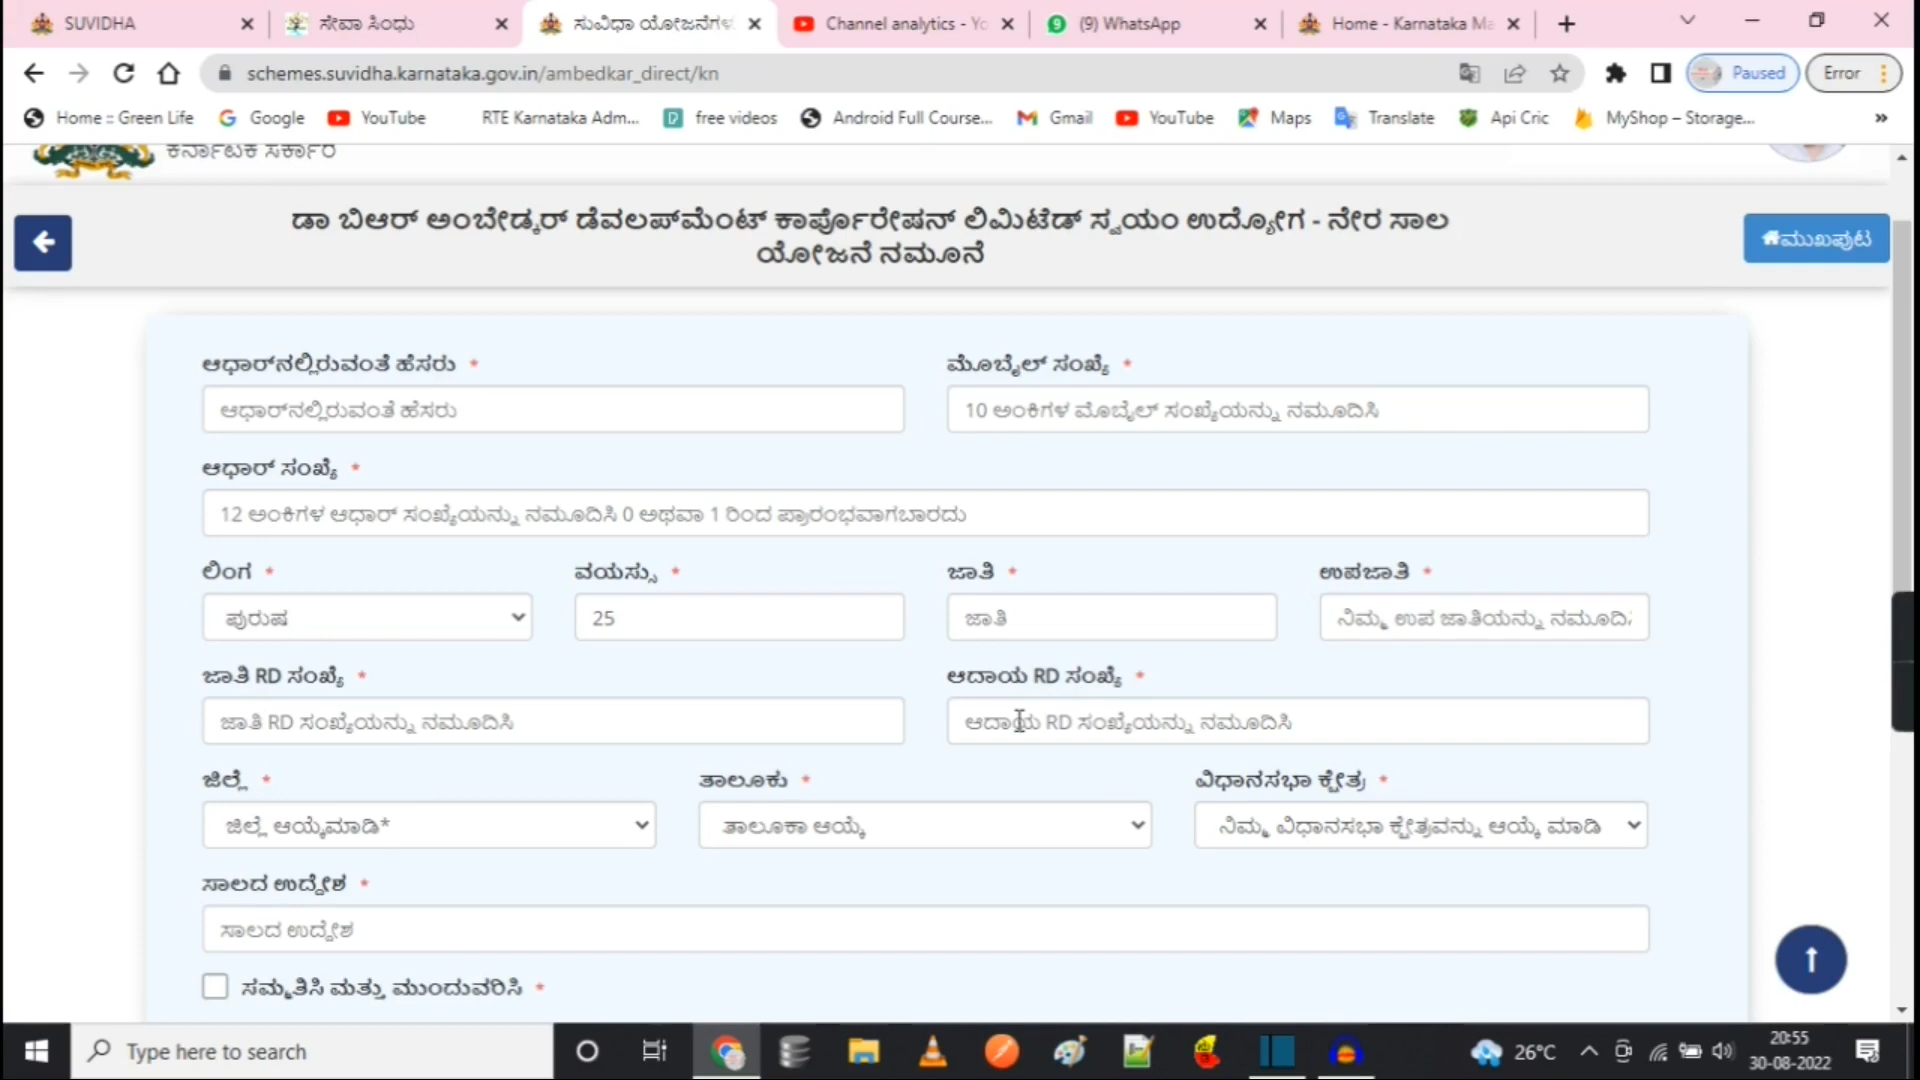 SUVIDHA
ಸೇವಾ ಸಿಂಧು
ಸುವಿಧಾ ಯೋಜನೆಗಳ
Channel analytics - Yo
(9) WhatsApp
Home - Karnataka Ma
schemes.suvidha.karnataka.gov.in/ambedkar_direct/kn
Paused
Error
Home :: Green Life
Google
YouTube
RTE Karnataka Adm...
free videos
Android Full Course...
Gmail
YouTube
Maps
Translate
Api Cric
MyShop – Storage...
ಕರ್ನಾಟಕ ಸರ್ಕಾರ
ಡಾ ಬಿಆರ್ ಅಂಬೇಡ್ಕರ್ ಡೆವಲಪ್‌ಮೆಂಟ್ ಕಾರ್ಪೊರೇಷನ್ ಲಿಮಿಟೆಡ್ ಸ್ವಯಂ ಉದ್ಯೋಗ - ನೇರ ಸಾಲ
ಯೋಜನೆ ನಮೂನೆ
ಮುಖಪುಟ
ಆಧಾರ್‌ನಲ್ಲಿರುವಂತೆ ಹೆಸರು *
ಮೊಬೈಲ್ ಸಂಖ್ಯೆ *
ಆಧಾರ್‌ನಲ್ಲಿರುವಂತೆ ಹೆಸರು
10 ಅಂಕಿಗಳ ಮೊಬೈಲ್ ಸಂಖ್ಯೆಯನ್ನು ನಮೂದಿಸಿ
ಆಧಾರ್ ಸಂಖ್ಯೆ *
12 ಅಂಕಿಗಳ ಆಧಾರ್ ಸಂಖ್ಯೆಯನ್ನು ನಮೂದಿಸಿ 0 ಅಥವಾ 1 ರಿಂದ ಪ್ರಾರಂಭವಾಗಬಾರದು
ಲಿಂಗ *
ವಯಸ್ಸು *
ಜಾತಿ *
ಉಪಜಾತಿ *
ಪುರುಷ
25
ಜಾತಿ
ನಿಮ್ಮ ಉಪ ಜಾತಿಯನ್ನು ನಮೂದಿಸಿ
ಜಾತಿ RD ಸಂಖ್ಯೆ *
ಆದಾಯ RD ಸಂಖ್ಯೆ *
ಜಾತಿ RD ಸಂಖ್ಯೆಯನ್ನು ನಮೂದಿಸಿ
ಆದಾಯ RD ಸಂಖ್ಯೆಯನ್ನು ನಮೂದಿಸಿ
ಜಿಲ್ಲೆ *
ತಾಲೂಕು *
ವಿಧಾನಸಭಾ ಕ್ಷೇತ್ರ *
ಜಿಲ್ಲೆ ಆಯ್ಕೆಮಾಡಿ*
ತಾಲೂಕಾ ಆಯ್ಕೆ
ನಿಮ್ಮ ವಿಧಾನಸಭಾ ಕ್ಷೇತ್ರವನ್ನು ಆಯ್ಕೆ ಮಾಡಿ
ಸಾಲದ ಉದ್ದೇಶ *
ಸಾಲದ ಉದ್ದೇಶ
ಸಮ್ಮತಿಸಿ ಮತ್ತು ಮುಂದುವರಿಸಿ *
Type here to search
26°C
20:55
30-08-2022